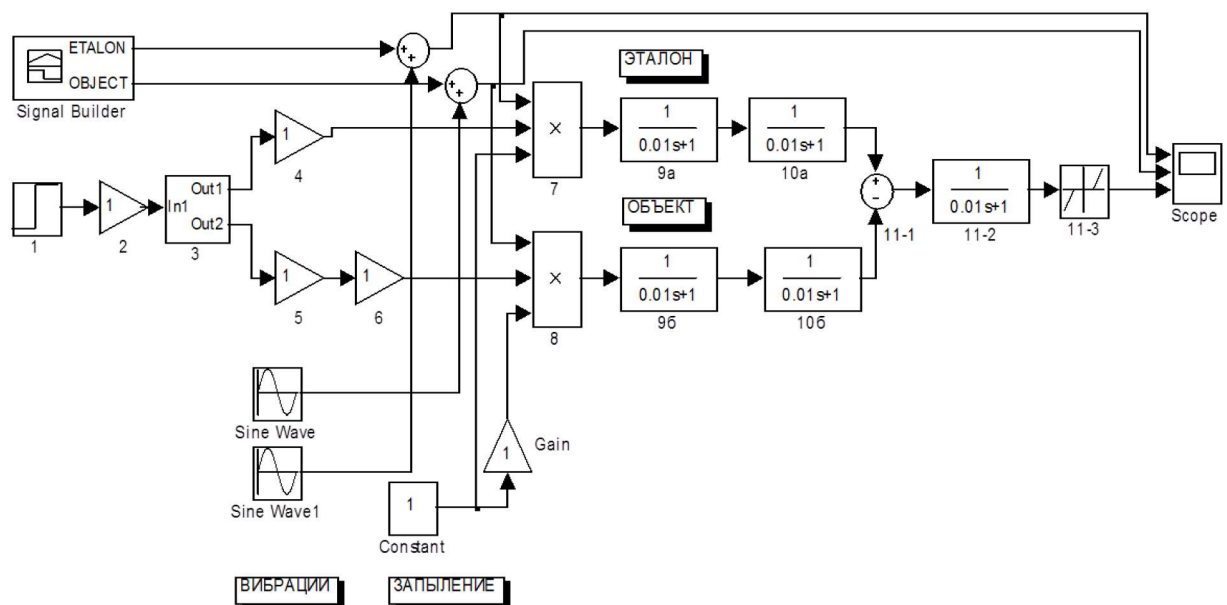 ETALON
OBJECT
Signal Builder
1
1
1
2
In1
Out1
Out2
3
1
4
1
5
1
6
×
7
×
8
ЭТАЛОН
1
0.01s+1
9а
1
0.01s+1
10а
ОБЪЕКТ
1
0.01s+1
9б
1
0.01s+1
10б
+
+
+
+
+
−
11-1
1
0.01s+1
11-2
11-3
Scope
Sine Wave
Sine Wave1
1
Gain
1
Constant
ВИБРАЦИИ
ЗАПЫЛЕНИЕ